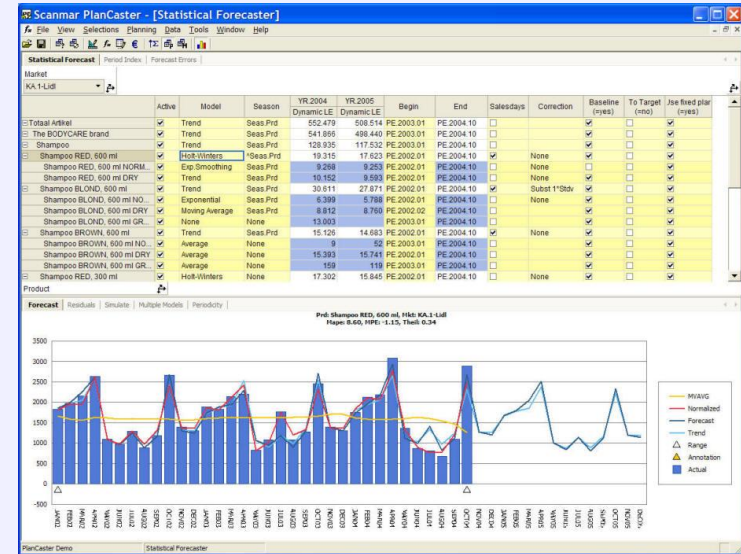 Scanmar PlanCaster - [Statistical Forecaster]
File View Selections Planning Data Tools Window Help
Statistical Forecast Period Index Forecast Errors
Market
KA.1-Lidl
YR.2004 YR.2005 Baseline To Target Use fixed plar
Active Model Season Dynamic LE Dynamic LE Begin End Salesdays Correction (=yes) (=no) (=yes)
Totaal Artikel Trend Seas.Prd 552.479 508.514 PE.2003.01 PE.2004.10
The BODYCARE brand Trend Seas.Prd 541.866 498.440 PE.2003.01 PE.2004.10
Shampoo Trend Seas.Prd 128.935 117.532 PE.2003.01 PE.2004.10
Shampoo RED, 600 ml Holt-Winters *Seas.Prd 19.315 17.623 PE.2002.01 PE.2004.10 None
Shampoo RED, 600 ml NORM... Exp.Smoothing Seas.Prd 9.268 9.253 PE.2002.01 PE.2004.10 None
Shampoo RED, 600 ml DRY Trend Seas.Prd 10.152 9.593 PE.2002.01 PE.2004.10 None
Shampoo BLOND, 600 ml Trend Seas.Prd 30.611 27.871 PE.2002.01 PE.2004.10 Subst 1*Stdv
Shampoo BLOND, 600 ml NO... Exponential Seas.Prd 6.399 5.788 PE.2002.01 PE.2004.10 None
Shampoo BLOND, 600 ml DRY Moving Average Seas.Prd 8.812 8.760 PE.2002.02 PE.2004.10 None
Shampoo BLOND, 600 ml GR... None None 13.003 PE.2003.01 PE.2004.10
Shampoo BROWN, 600 ml Trend Seas.Prd 15.126 14.683 PE.2002.01 PE.2004.10 None
Shampoo BROWN, 600 ml NO... Average None 9 52 PE.2003.01 PE.2004.10
Shampoo BROWN, 600 ml DRY Average None 15.393 15.741 PE.2002.01 PE.2004.10
Shampoo BROWN, 600 ml GR... Average None 159 119 PE.2003.01 PE.2004.10
Shampoo RED, 300 ml Holt-Winters None 17.302 15.845 PE.2002.01 PE.2004.10 None
Product
Forecast Residuals Simulate Multiple Models Periodicity
Prd: Shampoo RED, 600 ml, Mkt: KA.1-Lidl
Mape: 8.60, MPE: -1.15, Theil: 0.34
3500
3000
2500
2000
1500
1000
500
0
-500
MVAVG
Normalized
Forecast
Trend
Range
Annotation
Actual
PlanCaster Demo Statistical Forecaster